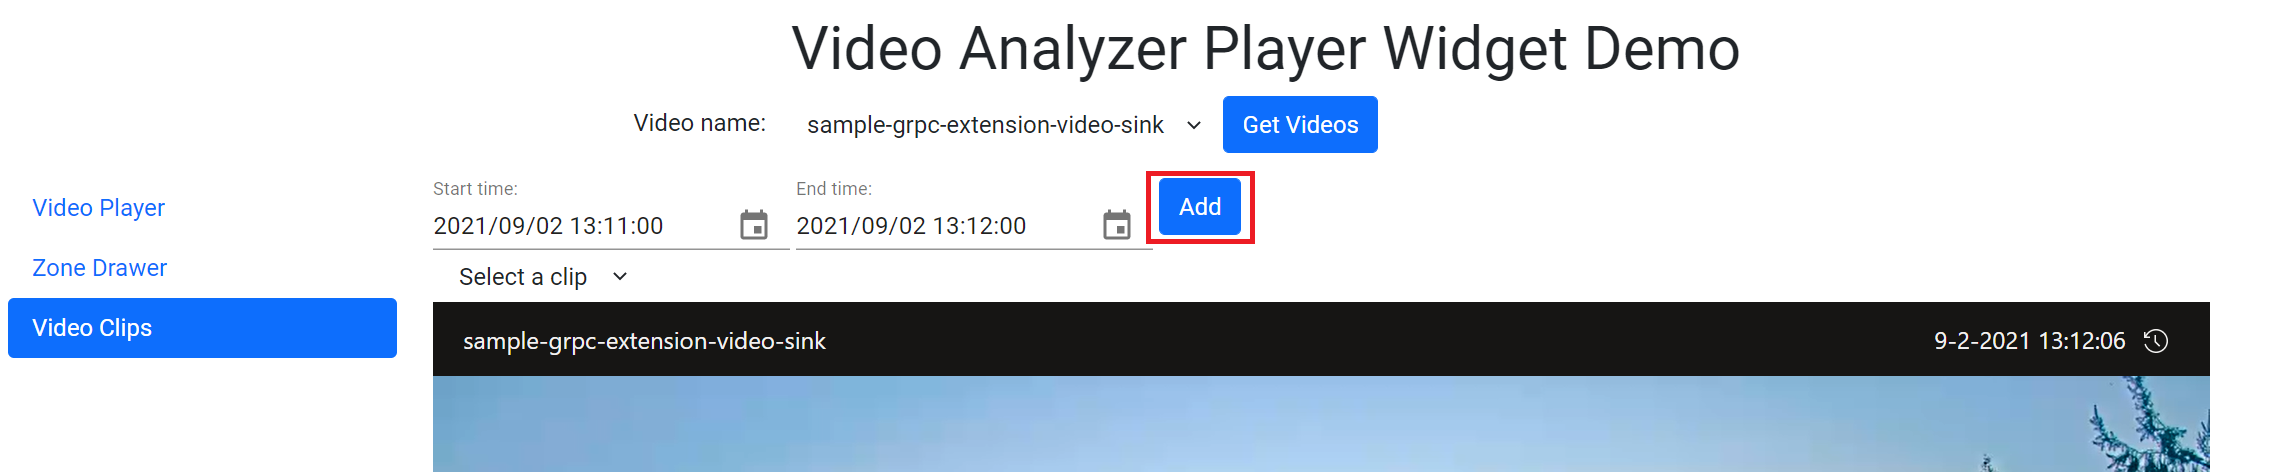 Video Analyzer Player Widget Demo
Video name: sample-grpc-extension-video-sink Get Videos
Video Player
Zone Drawer
Video Clips
Start time: End time:
2021/09/02 13:11:00 2021/09/02 13:12:00 Add
Select a clip
sample-grpc-extension-video-sink 9-2-2021 13:12:06